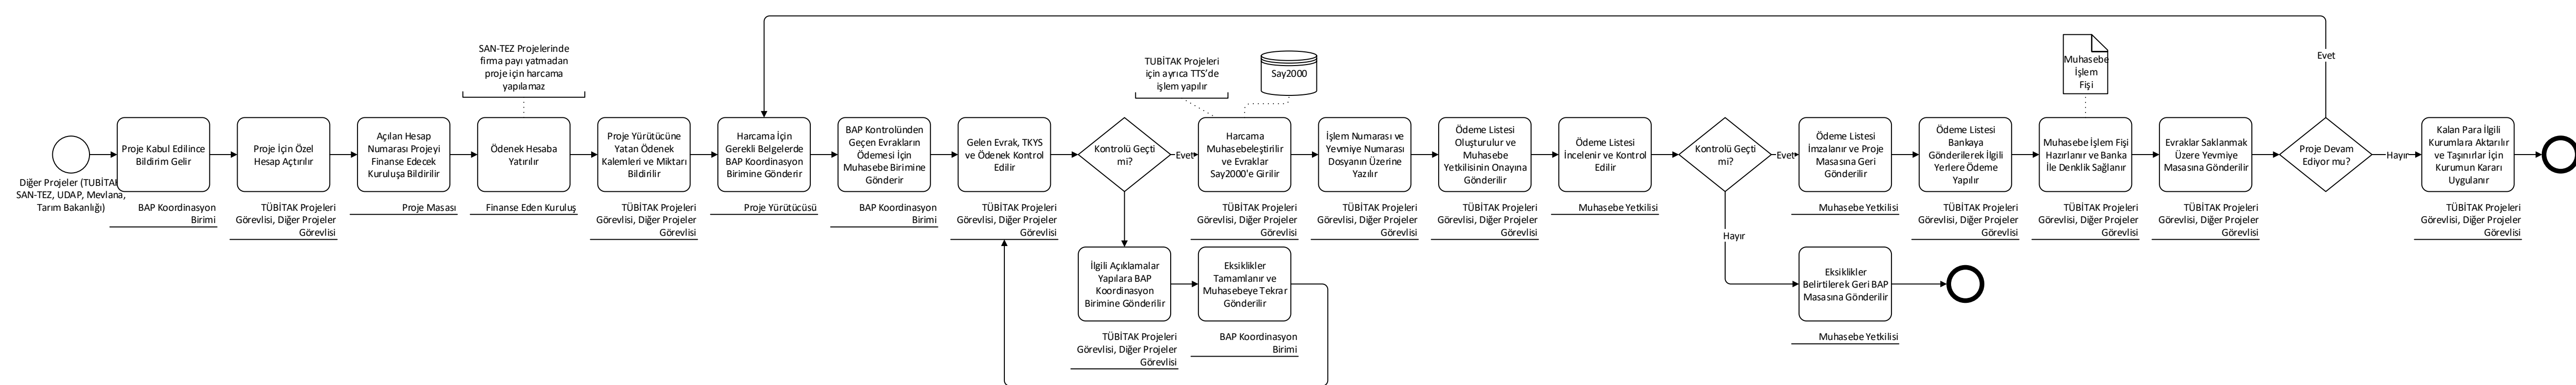 Diğer Projeler (TUBİTAK
SAN-TEZ, UDAP, Mevlana,
Tarım Bakanlığı)
Proje Kabul Edilince
Bildirim Gelir
BAP Koordinasyon
Birimi
Proje İçin Özel
Hesap Açtırılır
TÜBİTAK Projeleri
Görevlisi, Diğer Projeler
Görevlisi
Açılan Hesap
Numarası Projeyi
Finanse Edecek
Kuruluşa Bildirilir
Proje Masası
SAN-TEZ Projelerinde
firma payı yatmadan
proje için harcama
yapılamaz
Ödenek Hesaba
Yatırılır
Finanse Eden Kuruluş
Proje Yürütücüne
Yatan Ödenek
Kalemleri ve Miktarı
Bildirilir
TÜBİTAK Projeleri
Görevlisi, Diğer Projeler
Görevlisi
Harcama İçin
Gerekli Belgelerde
BAP Koordinasyon
Birimine Gönderir
Proje Yürütücüsü
BAP Kontrolünden
Geçen Evrakların
Ödemesi İçin
Muhasebe Birimine
Gönderir
BAP Koordinasyon
Birimi
Gelen Evrak, TKYS
ve Ödenek Kontrol
Edilir
TÜBİTAK Projeleri
Görevlisi, Diğer Projeler
Görevlisi
Kontrolü Geçti
mi?
Evet
İlgili Açıklamalar
Yapılara BAP
Koordinasyon
Birimine Gönderilir
TÜBİTAK Projeleri
Görevlisi, Diğer Projeler
Görevlisi
Eksiklikler
Tamamlanır ve
Muhasebeye Tekrar
Gönderilir
BAP Koordinasyon
Birimi
TUBİTAK Projeleri
için ayrıca TTS'de
işlem yapılır
Say2000
Harcama
Muhasebeleştirilir
ve Evraklar
Say2000'e Girilir
TÜBİTAK Projeleri
Görevlisi, Diğer Projeler
Görevlisi
İşlem Numarası ve
Yevmiye Numarası
Dosyanın Üzerine
Yazılır
TÜBİTAK Projeleri
Görevlisi, Diğer Projeler
Görevlisi
Ödeme Listesi
Oluşturulur ve
Muhasebe
Yetkilisinin Onayına
Gönderilir
TÜBİTAK Projeleri
Görevlisi, Diğer Projeler
Görevlisi
Ödeme Listesi
İncelenir ve Kontrol
Edilir
Muhasebe Yetkilisi
Kontrolü Geçti
mi?
Evet
Hayır
Eksiklikler
Belirtilerek Geri BAP
Masasına Gönderilir
Muhasebe Yetkilisi
Ödeme Listesi
İmzalanır ve Proje
Masasına Geri
Gönderilir
Muhasebe Yetkilisi
Ödeme Listesi
Bankaya
Gönderilerek İlgili
Yerlere Ödeme
Yapılır
TÜBİTAK Projeleri
Görevlisi, Diğer Projeler
Görevlisi
Muhasebe
İşlem
Fişi
Muhasebe İşlem Fişi
Hazırlanır ve Banka
İle Denklik Sağlanır
TÜBİTAK Projeleri
Görevlisi, Diğer Projeler
Görevlisi
Evraklar Saklanmak
Üzere Yevmiye
Masasına Gönderilir
TÜBİTAK Projeleri
Görevlisi, Diğer Projeler
Görevlisi
Proje Devam
Ediyor mu?
Evet
Hayır
Kalan Para İlgili
Kurumlara Aktarılır
ve Taşınırlar İçin
Kurumun Kararı
Uygulanır
TÜBİTAK Projeleri
Görevlisi, Diğer Projeler
Görevlisi